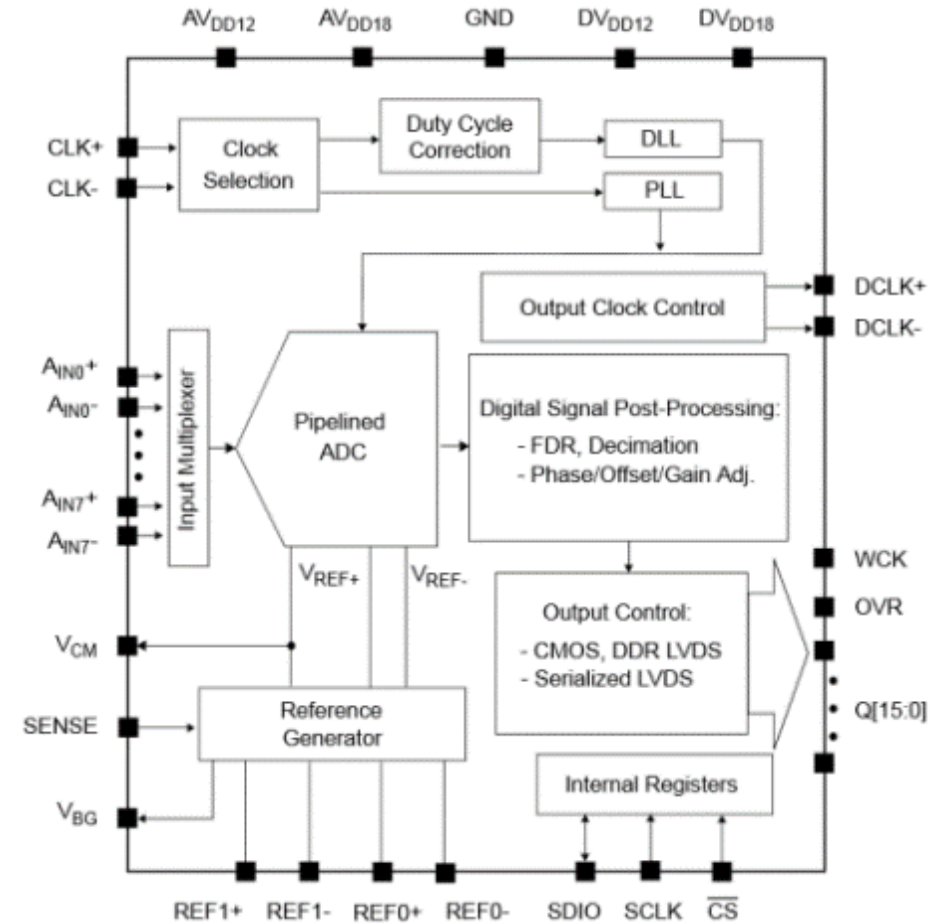 AVDD12 AVDD18 GND DVDD12 DVDD18
CLK+
CLK-
Clock
Selection
Duty Cycle
Correction
DLL
PLL
Output Clock Control
DCLK+
DCLK-
AIN0+
AIN0-
AIN7+
AIN7-
Input Multiplexer
Pipelined
ADC
Digital Signal Post-Processing:
- FDR, Decimation
- Phase/Offset/Gain Adj.
VREF+
VREF-
Output Control:
- CMOS, DDR LVDS
- Serialized LVDS
WCK
OVR
Q[15:0]
VCM
SENSE
VBG
Reference
Generator
Internal Registers
REF1+ REF1- REF0+ REF0- SDIO SCLK C̅S̅